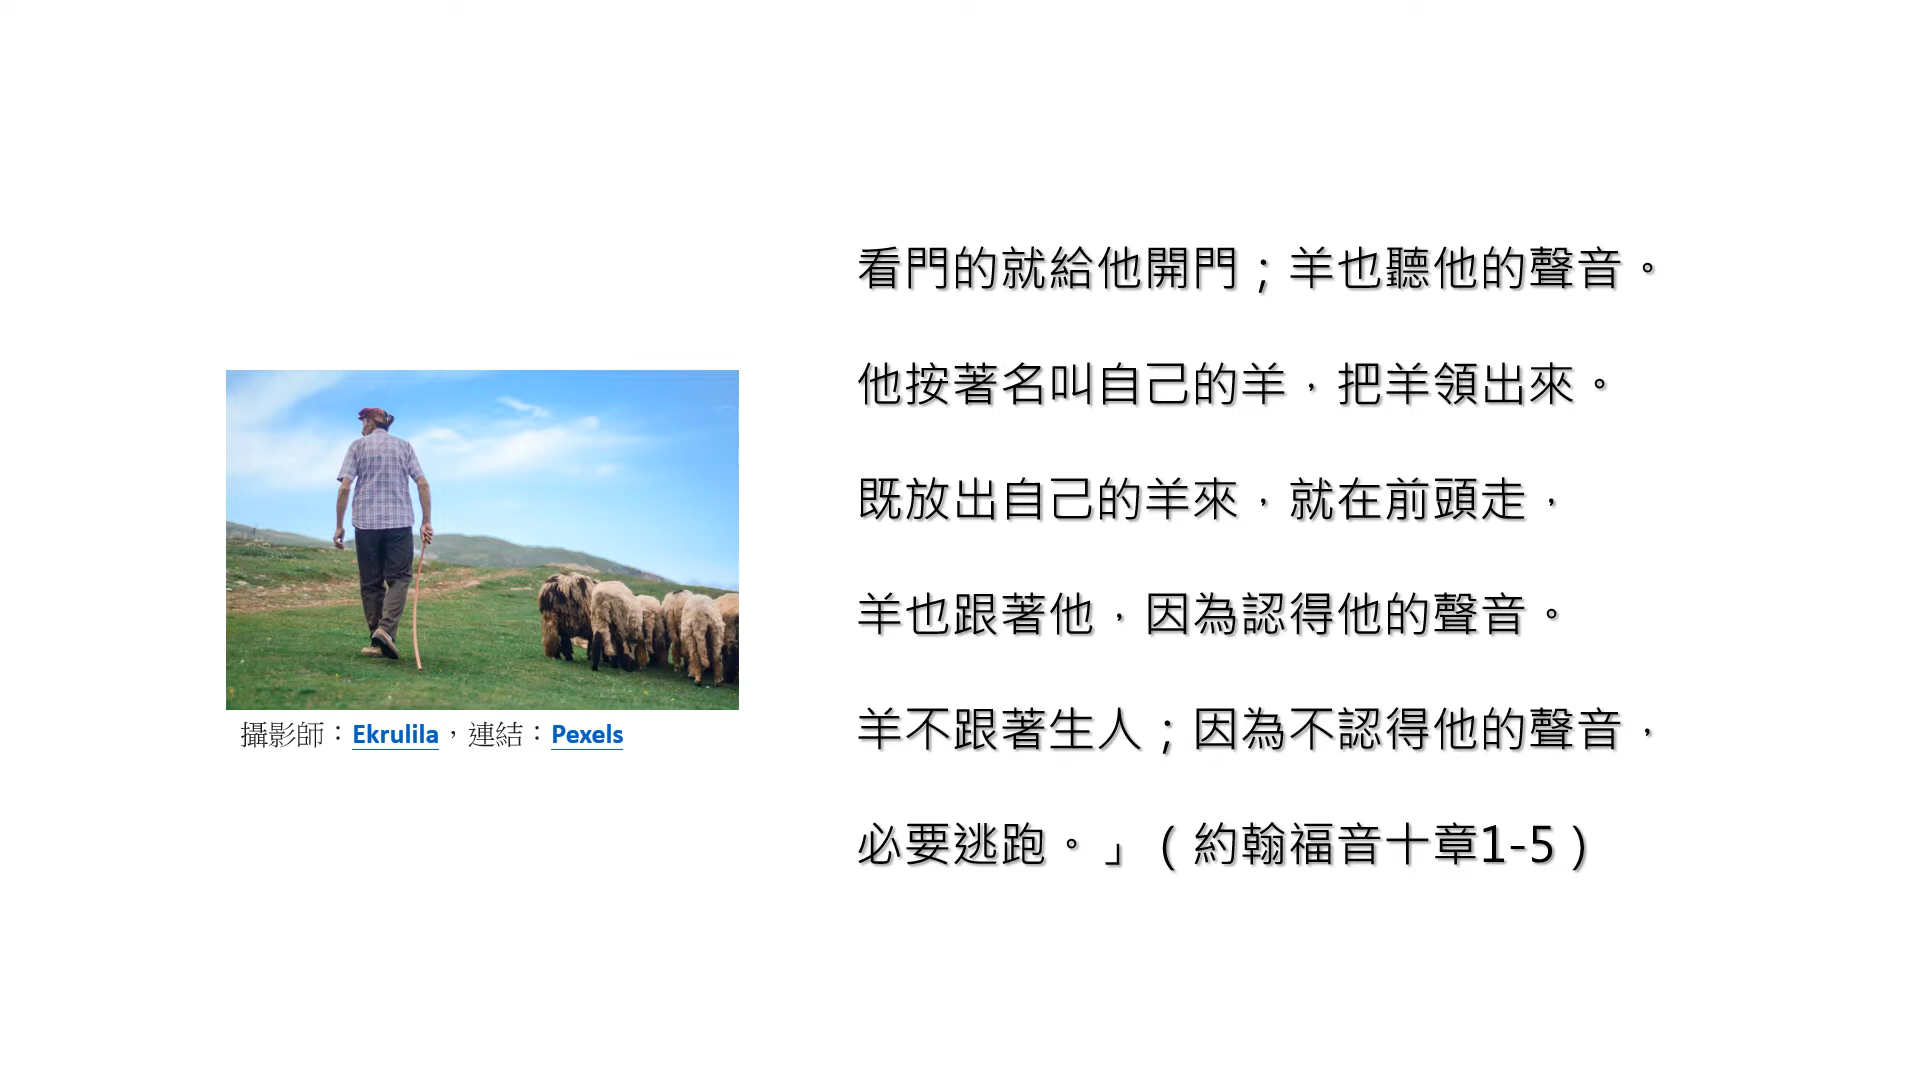 看門的就給他開門；羊也聽他的聲音。
他按著名叫自己的羊，把羊領出來。
既放出自己的羊來，就在前頭走，
羊也跟著他，因為認得他的聲音。
羊不跟著生人；因為不認得他的聲音，
必要逃跑。」（約翰福音十章1-5）
攝影師：Ekrulila，連結：Pexels